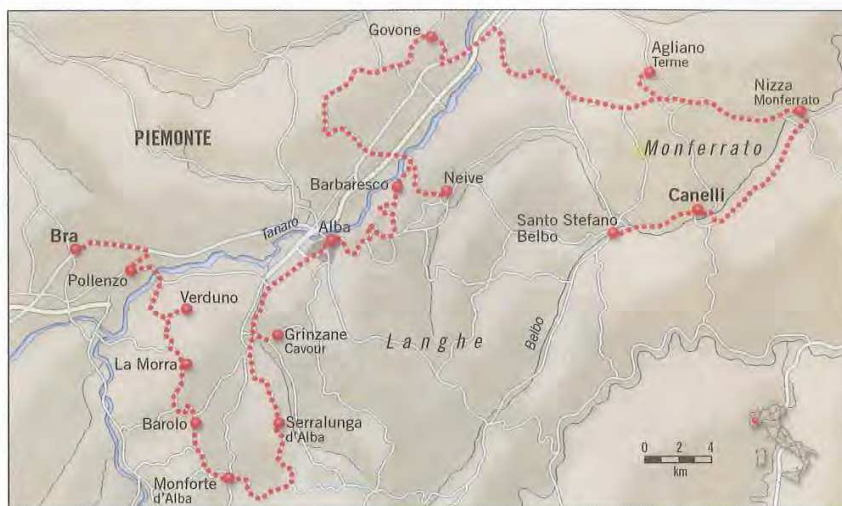 Govone
Agliano
Terme
Nizza
Monferrato
PIEMONTE
Monferrato
Barbaresco
Neive
Canelli
Santo Stefano
Belbo
Tanaro
Alba
Bra
Pollenzo
Verduno
Grinzane
Cavour
Langhe
Belbo
La Morra
Barolo
Serralunga
d'Alba
Monforte
d'Alba
0 2 4
km